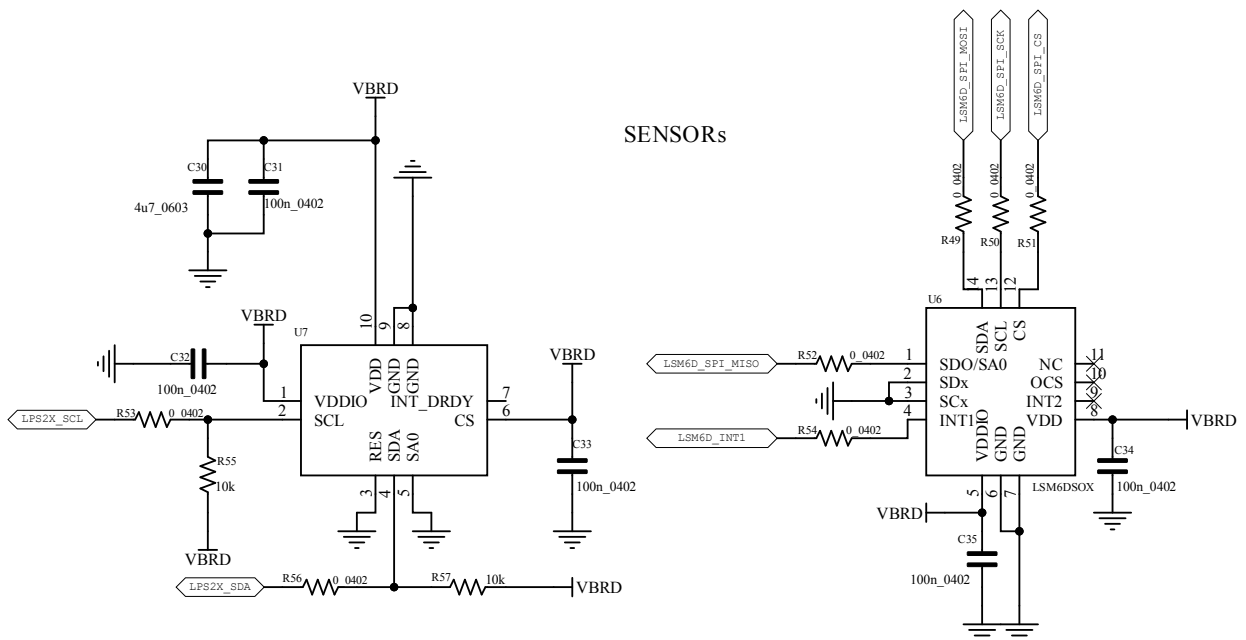 SENSORs
VBRD
C30
4u7_0603
C31
100n_0402
VBRD
C32
100n_0402
U7
10
9
8
VDD
GND
GND
1
VDDIO
2
SCL
INT_DRDY
7
CS
6
RES
SDA
SA0
3
4
5
LPS2X_SCL
R53
0_0402
R55
10k
VBRD
VBRD
C33
100n_0402
LPS2X_SDA
R56
0_0402
R57
10k
VBRD
LSM6D_SPI_MOSI
LSM6D_SPI_SCK
LSM6D_SPI_CS
0_0402
0_0402
0_0402
R49
R50
R51
14
13
12
U6
SDA
SCL
CS
LSM6D_SPI_MISO
R52
0_0402
1
SDO/SA0
2
SDx
3
SCx
4
INT1
LSM6D_INT1
R54
0_0402
NC
11
OCS
10
INT2
9
VDD
8
VDDIO
GND
GND
5
6
7
LSM6DSOX
VBRD
C34
100n_0402
VBRD
C35
100n_0402